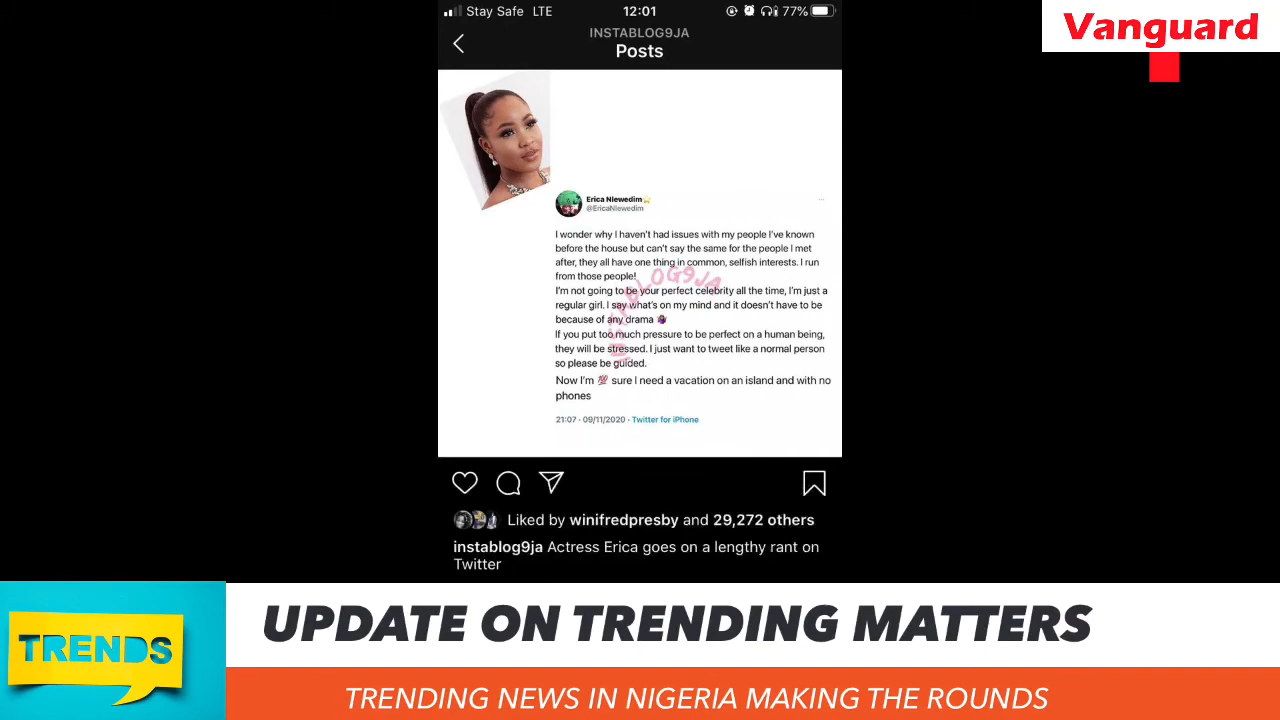 Stay Safe LTE 12:01 77%
Vanguard
INSTABLOG9JA
Posts
Erica Nlewedim⭐
@EricaNlewedim
I wonder why I haven't had issues with my people I've known
before the house but can't say the same for the people I met
after, they all have one thing in common, selfish interests. I run
from those people!
I'm not going to be your perfect celebrity all the time, I'm just a
regular girl. I say what's on my mind and it doesn't have to be
because of any drama 🤷🏾‍♀️
If you put too much pressure to be perfect on a human being,
they will be stressed. I just want to tweet like a normal person
so please be guided.
Now I'm 💯 sure I need a vacation on an island and with no
phones
INSTABLOG9JA
21:07 · 09/11/2020 · Twitter for iPhone
Liked by winifredpresby and 29,272 others
instablog9ja Actress Erica goes on a lengthy rant on
Twitter
TRENDS
UPDATE ON TRENDING MATTERS
TRENDING NEWS IN NIGERIA MAKING THE ROUNDS